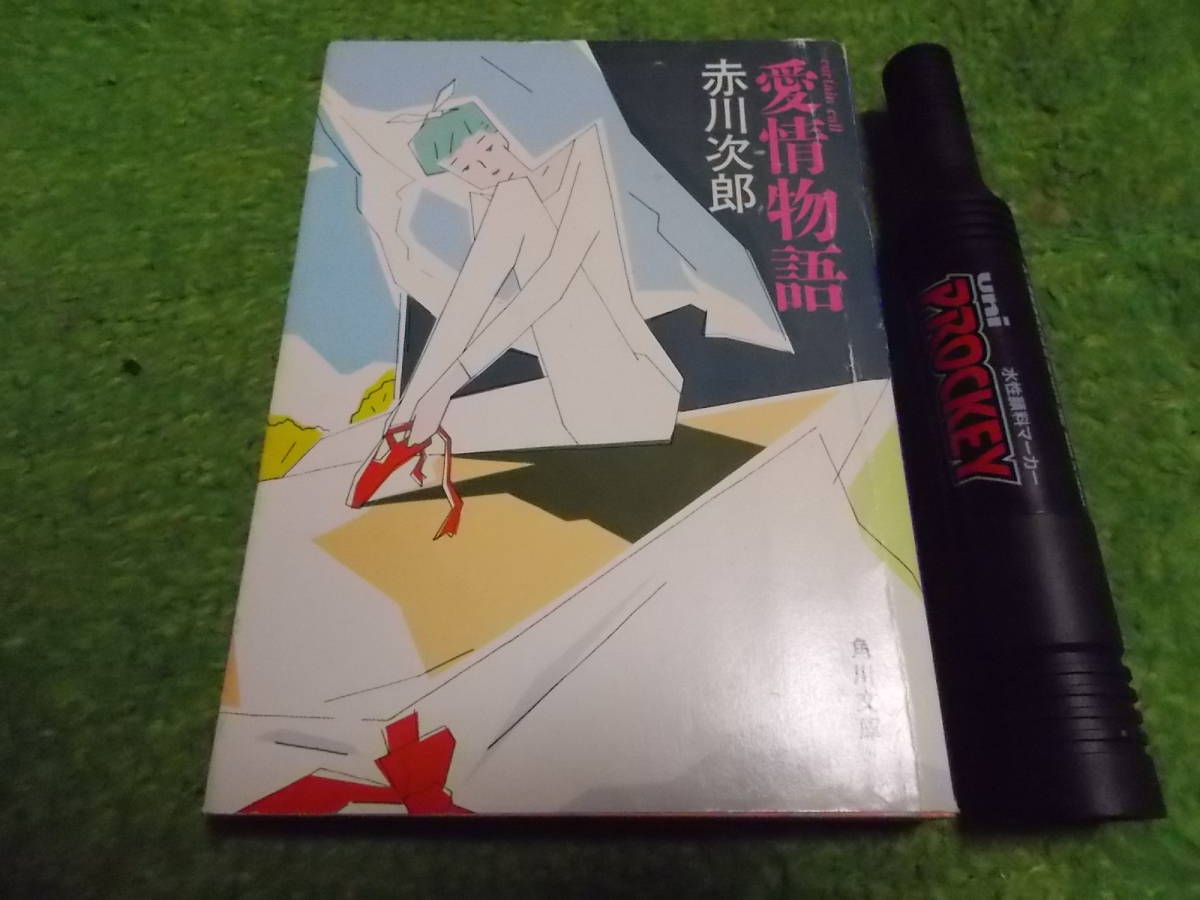 curtain call
愛情物語
赤川次郎
角川文庫
uni
PROCKEY
水性顔料マーカー